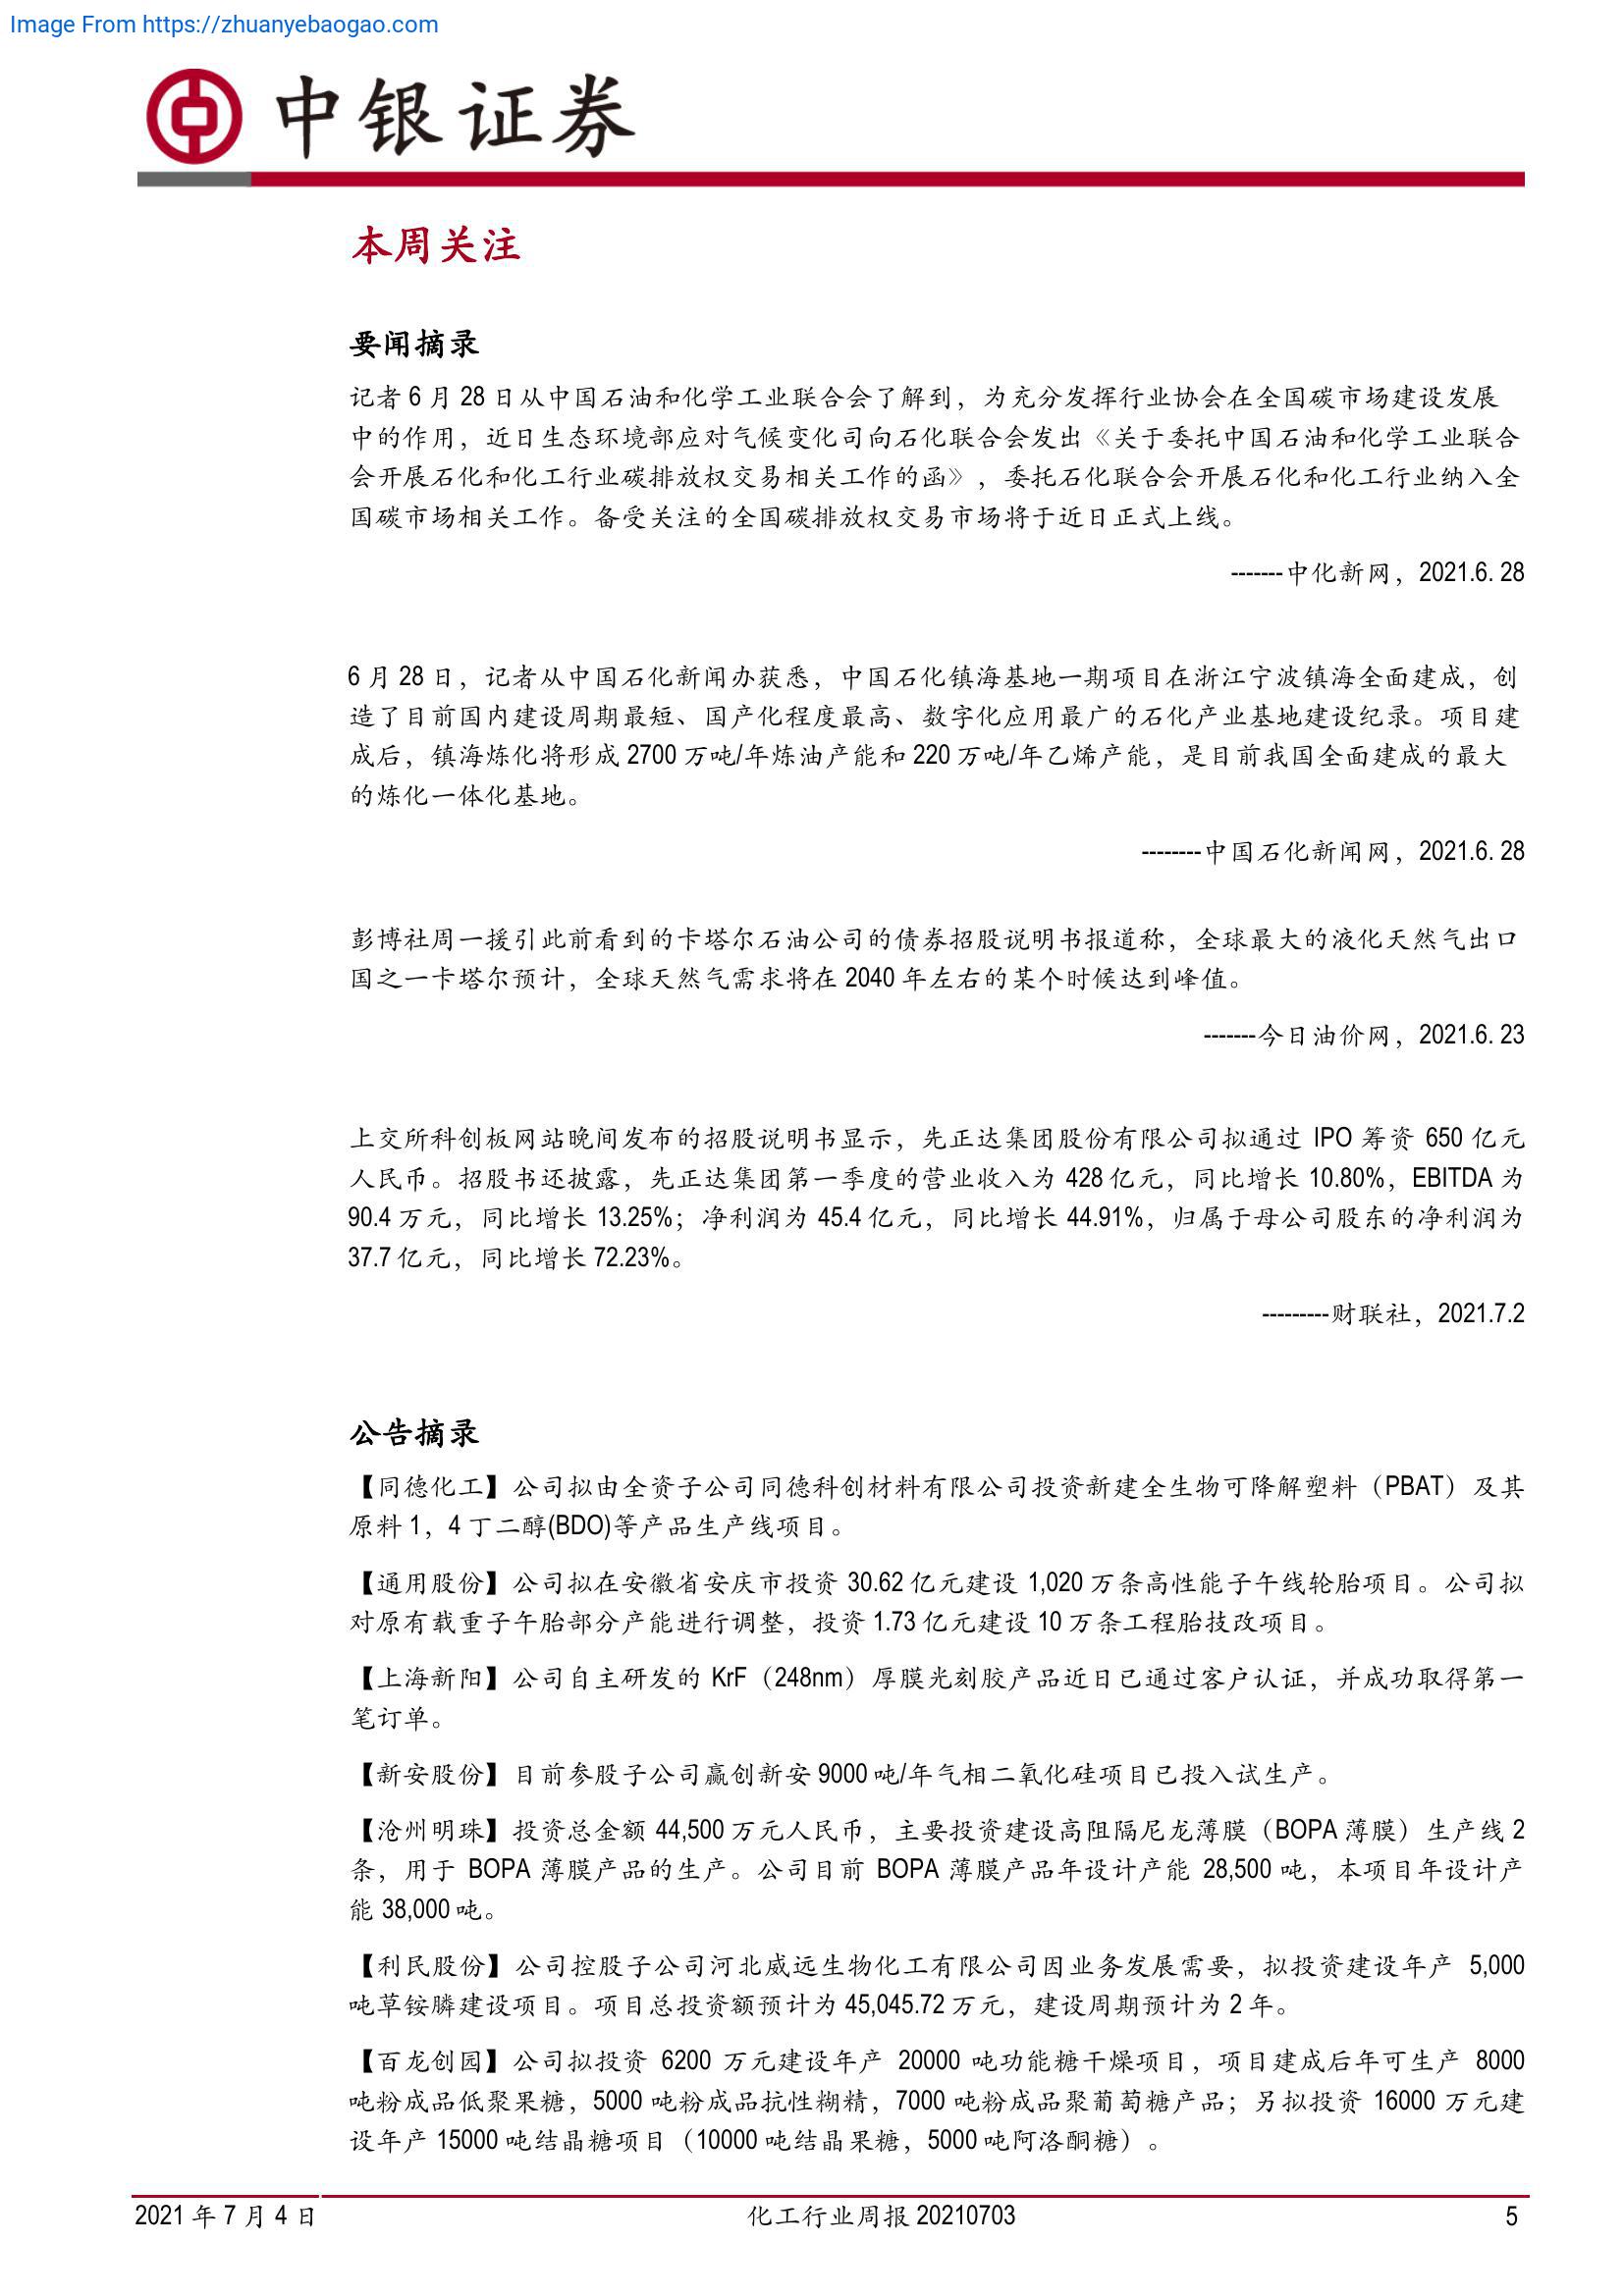 Image From https://zhuanyebaogao.com
中银证券
本周关注
要闻摘录
记者 6 月 28 日从中国石油和化学工业联合会了解到，为充分发挥行业协会在全国碳市场建设发展
中的作用，近日生态环境部应对气候变化司向石化联合会发出《关于委托中国石油和化学工业联合
会开展石化和化工行业碳排放权交易相关工作的函》，委托石化联合会开展石化和化工行业纳入全
国碳市场相关工作。备受关注的全国碳排放权交易市场将于近日正式上线。
-------中化新网，2021.6. 28
6 月 28 日，记者从中国石化新闻办获悉，中国石化镇海基地一期项目在浙江宁波镇海全面建成，创
造了目前国内建设周期最短、国产化程度最高、数字化应用最广的石化产业基地建设纪录。项目建
成后，镇海炼化将形成 2700 万吨/年炼油产能和 220 万吨/年乙烯产能，是目前我国全面建成的最大
的炼化一体化基地。
--------中国石化新闻网，2021.6. 28
彭博社周一援引此前看到的卡塔尔石油公司的债券招股说明书报道称，全球最大的液化天然气出口
国之一卡塔尔预计，全球天然气需求将在 2040 年左右的某个时候达到峰值。
-------今日油价网，2021.6. 23
上交所科创板网站晚间发布的招股说明书显示，先正达集团股份有限公司拟通过 IPO 筹资 650 亿元
人民币。招股书还披露，先正达集团第一季度的营业收入为 428 亿元，同比增长 10.80%，EBITDA 为
90.4 万元，同比增长 13.25%；净利润为 45.4 亿元，同比增长 44.91%，归属于母公司股东的净利润为
37.7 亿元，同比增长 72.23%。
---------财联社，2021.7.2
公告摘录
【同德化工】公司拟由全资子公司同德科创材料有限公司投资新建全生物可降解塑料（PBAT）及其
原料 1，4 丁二醇(BDO)等产品生产线项目。
【通用股份】公司拟在安徽省安庆市投资 30.62 亿元建设 1,020 万条高性能子午线轮胎项目。公司拟
对原有载重子午胎部分产能进行调整，投资 1.73 亿元建设 10 万条工程胎技改项目。
【上海新阳】公司自主研发的 KrF（248nm）厚膜光刻胶产品近日已通过客户认证，并成功取得第一
笔订单。
【新安股份】目前参股子公司赢创新安 9000 吨/年气相二氧化硅项目已投入试生产。
【沧州明珠】投资总金额 44,500 万元人民币，主要投资建设高阻隔尼龙薄膜（BOPA 薄膜）生产线 2
条，用于 BOPA 薄膜产品的生产。公司目前 BOPA 薄膜产品年设计产能 28,500 吨，本项目年设计产
能 38,000 吨。
【利民股份】公司控股子公司河北威远生物化工有限公司因业务发展需要，拟投资建设年产 5,000
吨草铵膦建设项目。项目总投资额预计为 45,045.72 万元，建设周期预计为 2 年。
【百龙创园】公司拟投资 6200 万元建设年产 20000 吨功能糖干燥项目，项目建成后年可生产 8000
吨粉成品低聚果糖，5000 吨粉成品抗性糊精，7000 吨粉成品聚葡萄糖产品；另拟投资 16000 万元建
设年产 15000 吨结晶糖项目（10000 吨结晶果糖，5000 吨阿洛酮糖）。
2021 年 7 月 4 日
化工行业周报 20210703
5